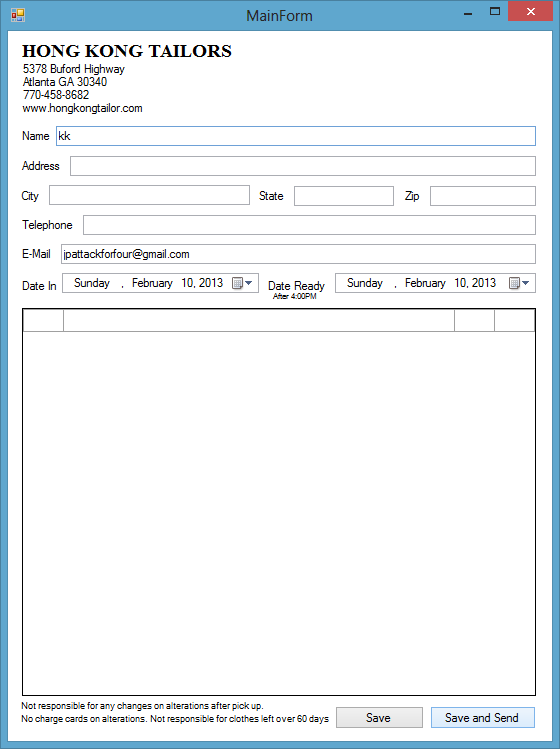 MainForm
HONG KONG TAILORS
5378 Buford Highway
Atlanta GA 30340
770-458-8682
www.hongkongtailor.com
Name kk
Address
City State Zip
Telephone
E-Mail jpattackforfour@gmail.com
Date In Sunday , February 10, 2013 Date Ready Sunday , February 10, 2013
After 4:00PM
Not responsible for any changes on alterations after pick up.
No charge cards on alterations. Not responsible for clothes left over 60 days
Save Save and Send